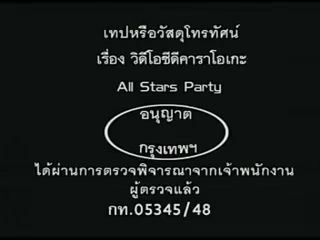 เทปหรือวัสดุโทรทัศน์
เรื่อง วิดีโอซีดีคาราโอเกะ
All Stars Party
อนุญาต
กรุงเทพฯ
ได้ผ่านการตรวจพิจารณาจากเจ้าพนักงาน
ผู้ตรวจแล้ว
กท.05345/48